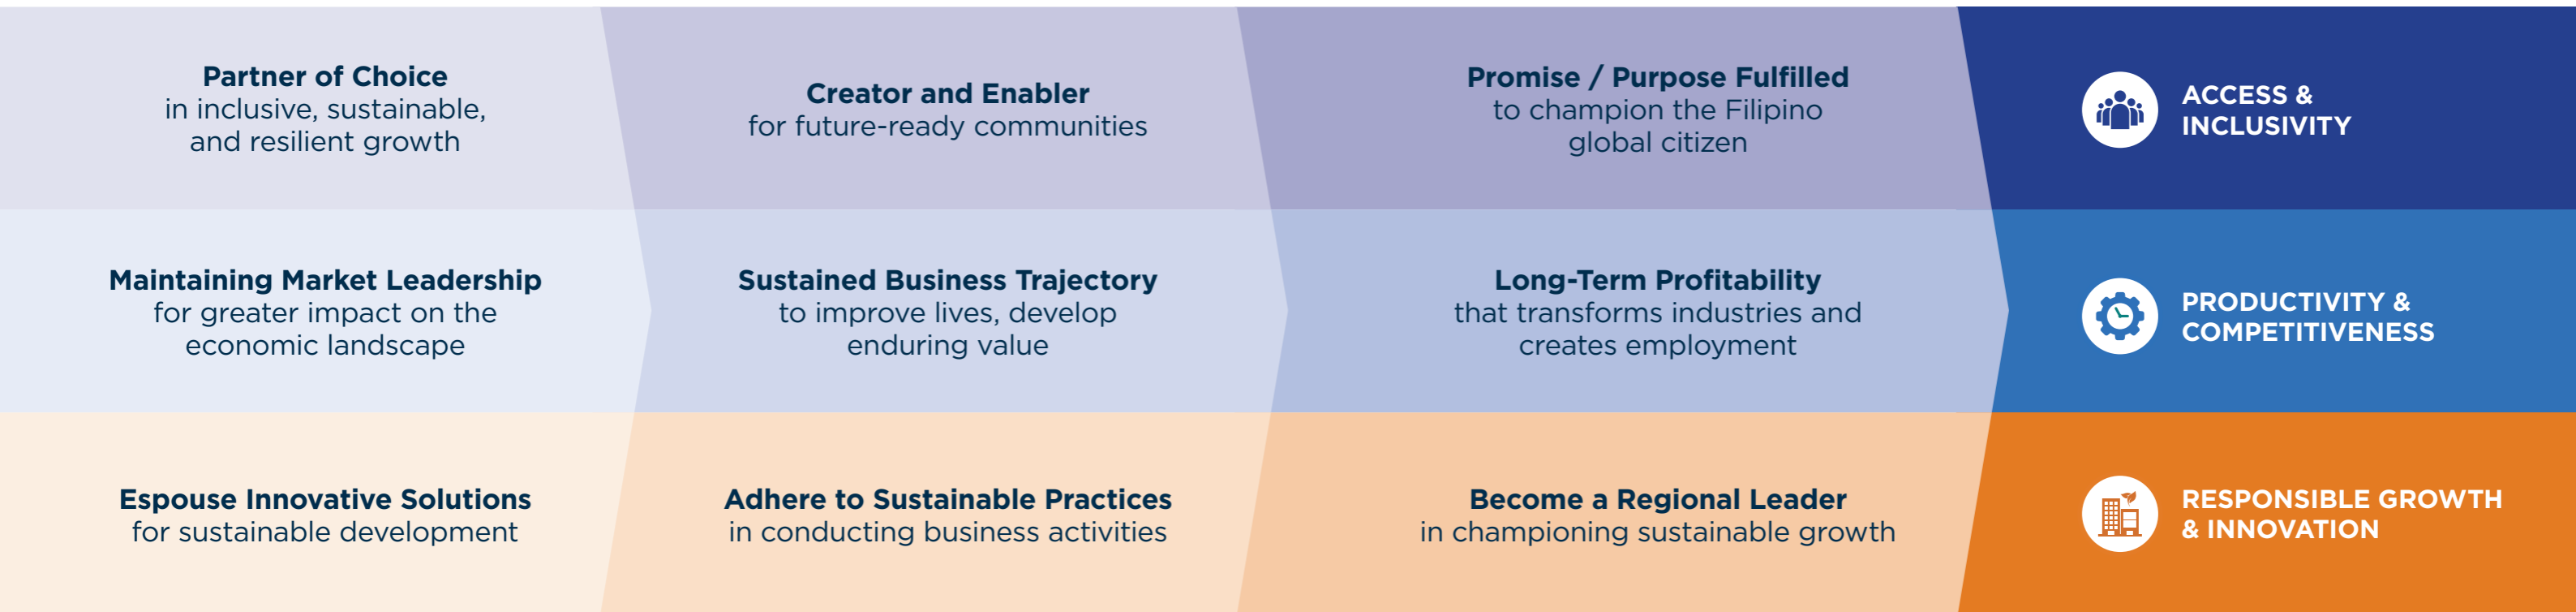 Partner of Choice
in inclusive, sustainable,
and resilient growth
Creator and Enabler
for future-ready communities
Promise / Purpose Fulfilled
to champion the Filipino
global citizen
ACCESS &
INCLUSIVITY
Maintaining Market Leadership
for greater impact on the
economic landscape
Sustained Business Trajectory
to improve lives, develop
enduring value
Long-Term Profitability
that transforms industries and
creates employment
PRODUCTIVITY &
COMPETITIVENESS
Espouse Innovative Solutions
for sustainable development
Adhere to Sustainable Practices
in conducting business activities
Become a Regional Leader
in championing sustainable growth
RESPONSIBLE GROWTH
& INNOVATION